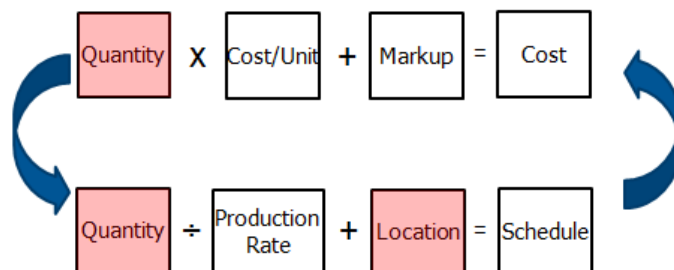 Quantity x Cost/Unit + Markup = Cost
Quantity ÷ Production Rate + Location = Schedule